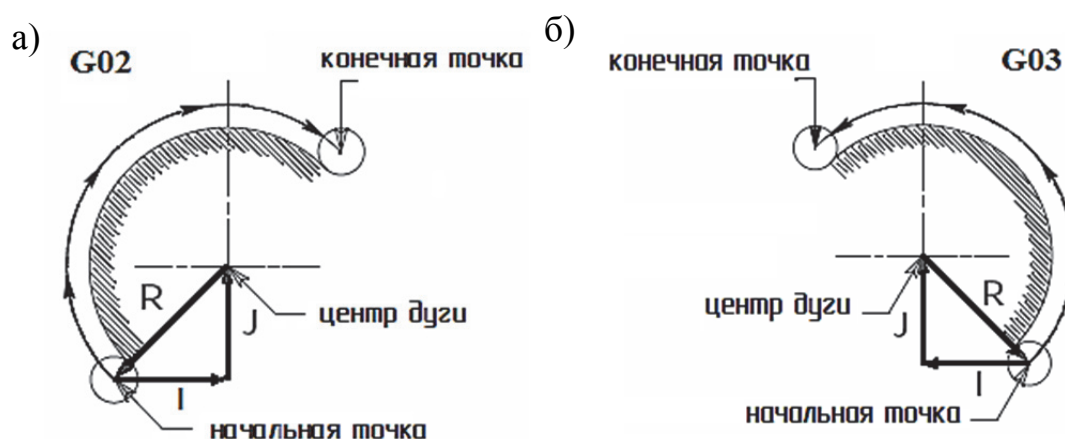 а)
G02
конечная точка
R
J
центр дуги
I
начальная точка
б)
конечная точка
G03
R
центр дуги
J
I
начальная точка